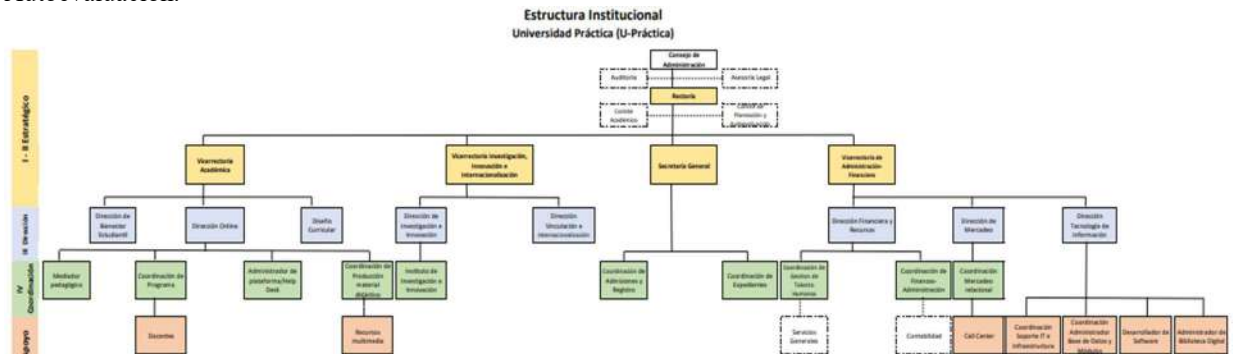 Autoevaluación.
Estructura Institucional
Universidad Práctica (U-Práctica)
Consejo de
Administración
Auditoría
Asesoría Legal
Rectoría
Comité
Académico
Planeación y
I - II Estratégico
Vicerrectoría
Académica
Vicerrectoría Investigación,
Innovación e
Internacionalización
Secretaría General
Vicerrectoría de
Administración-
Financiera
III Dirección
Dirección de
Bienestar
Estudiantil
Dirección Online
Diseño
Curricular
Dirección de
Investigación e
Innovación
Dirección
Vinculación e
Internacionalización
Dirección Financiera y
Recursos
Dirección de
Mercadeo
Dirección
Tecnología de
Información
IV
Coordinación
Mediador
pedagógico
Coordinación de
Programa
Administrador de
plataforma/Help
Desk
Coordinación de
Producción
material
didáctico
Instituto de
Investigación e
Innovación
Coordinación de
Admisiones y
Registro
Coordinación de
Expedientes
Coordinación de
Gestión de
Talento
Humano
Coordinación de
Finanzas-
Administración
Coordinación
Mercadeo
relacional
poyo
Docentes
Recursos
multimedia
Servicios
Generales
Contabilidad
Call Center
Coordinación
Soporte IT e
Infraestructura
Coordinación
Administrador
Base de Datos y
Módulos
Desarrollador de
Software
Administrador de
Biblioteca Digital